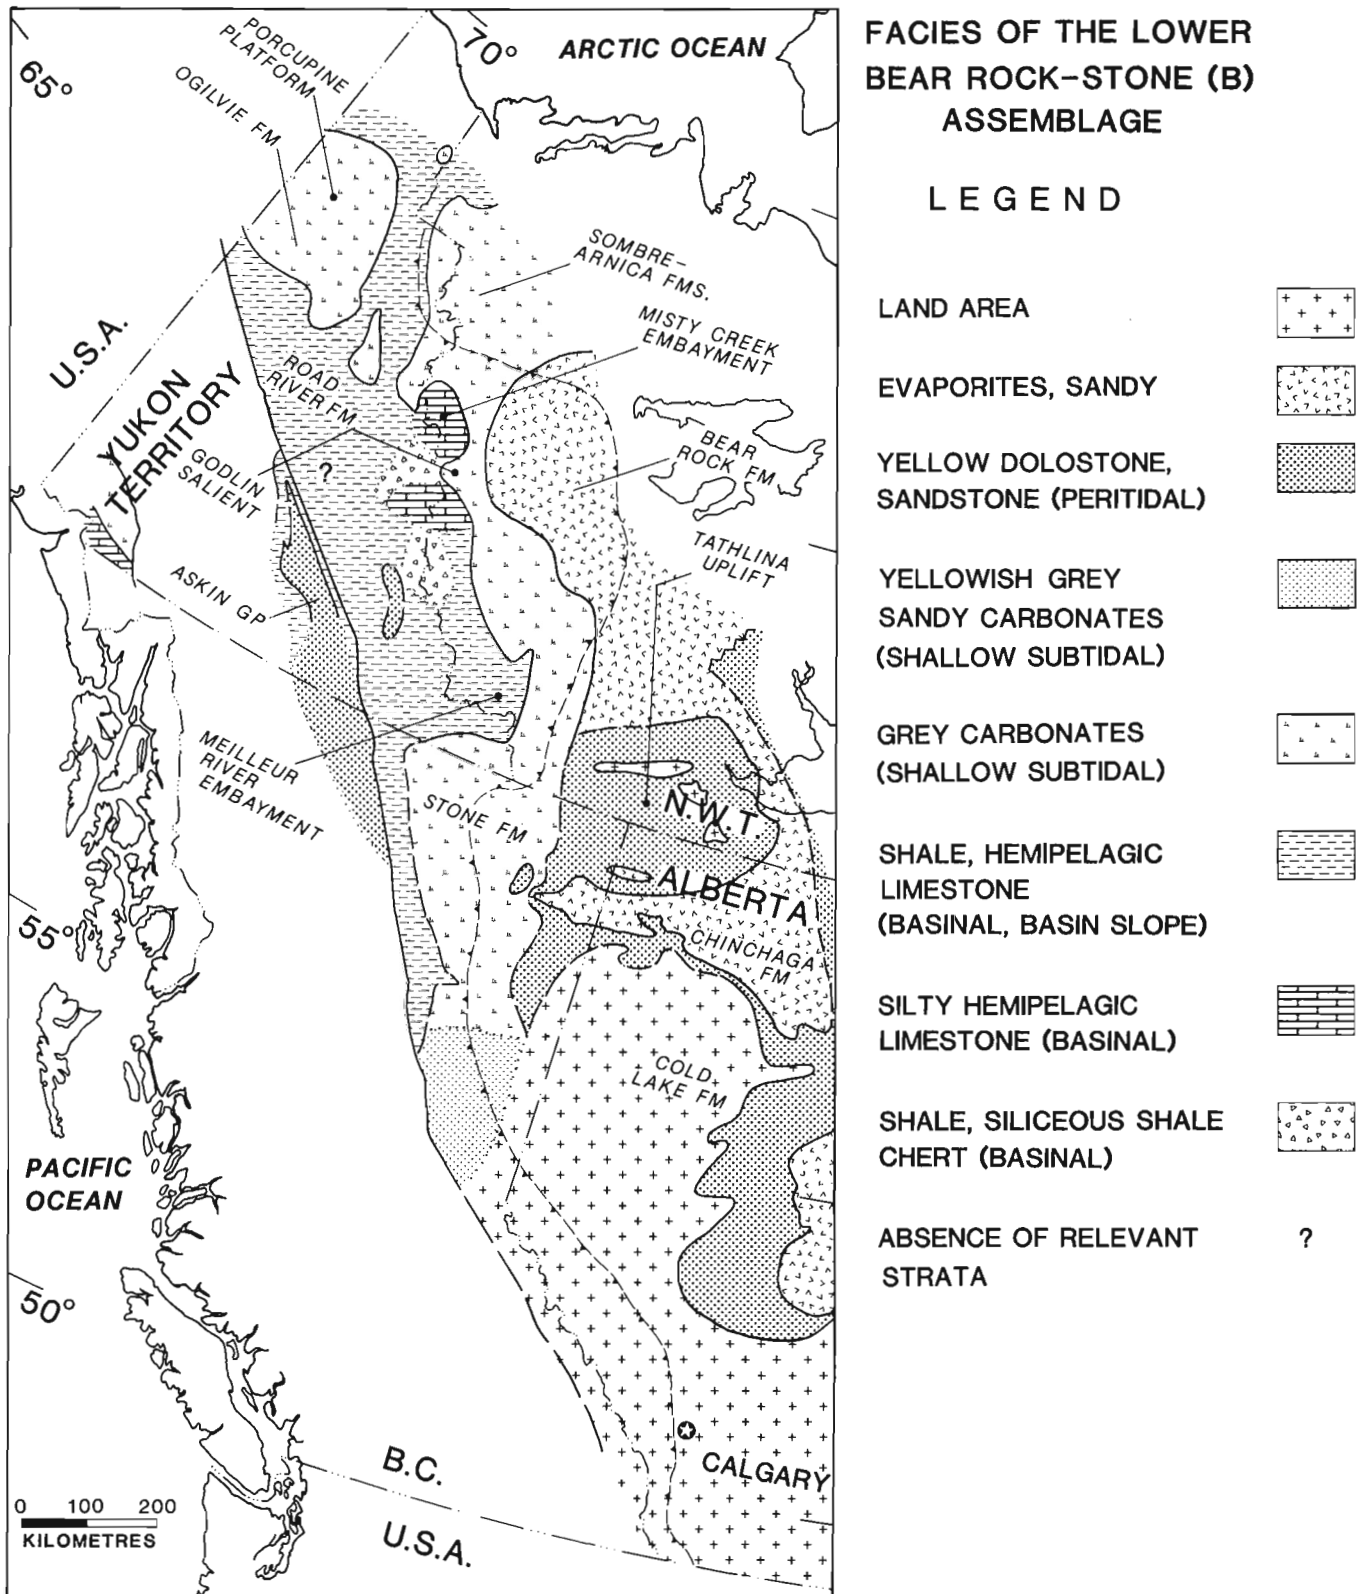 FACIES OF THE LOWER
BEAR ROCK-STONE (B)
ASSEMBLAGE
LEGEND
LAND AREA
EVAPORITES, SANDY
YELLOW DOLOSTONE,
SANDSTONE (PERITIDAL)
YELLOWISH GREY
SANDY CARBONATES
(SHALLOW SUBTIDAL)
GREY CARBONATES
(SHALLOW SUBTIDAL)
SHALE, HEMIPELAGIC
LIMESTONE
(BASINAL, BASIN SLOPE)
SILTY HEMIPELAGIC
LIMESTONE (BASINAL)
SHALE, SILICEOUS SHALE
CHERT (BASINAL)
ABSENCE OF RELEVANT
STRATA
?
65°
PORCUPINE
PLATFORM
OGILVIE FM
70°
ARCTIC OCEAN
SOMBRE-
ARNICA FMS.
MISTY CREEK
EMBAYMENT
U.S.A.
YUKON
TERRITORY
ROAD
RIVER FM
GODLIN
SALIENT
?
BEAR
ROCK FM
TATHLINA
UPLIFT
ASKIN GP
MEILLEUR
RIVER
EMBAYMENT
STONE FM
N.W.T.
ALBERTA
CHINCHAGA
FM
55°
COLD
LAKE FM
PACIFIC
OCEAN
50°
B.C.
U.S.A.
CALGARY
0 100 200
KILOMETRES